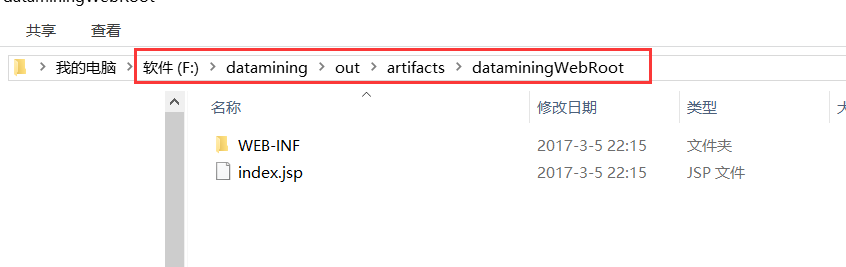 dataminingWebRoot
共享 查看
我的电脑 软件 (F:) datamining out artifacts dataminingWebRoot
名称 修改日期 类型
WEB-INF 2017-3-5 22:15 文件夹
index.jsp 2017-3-5 22:15 JSP 文件